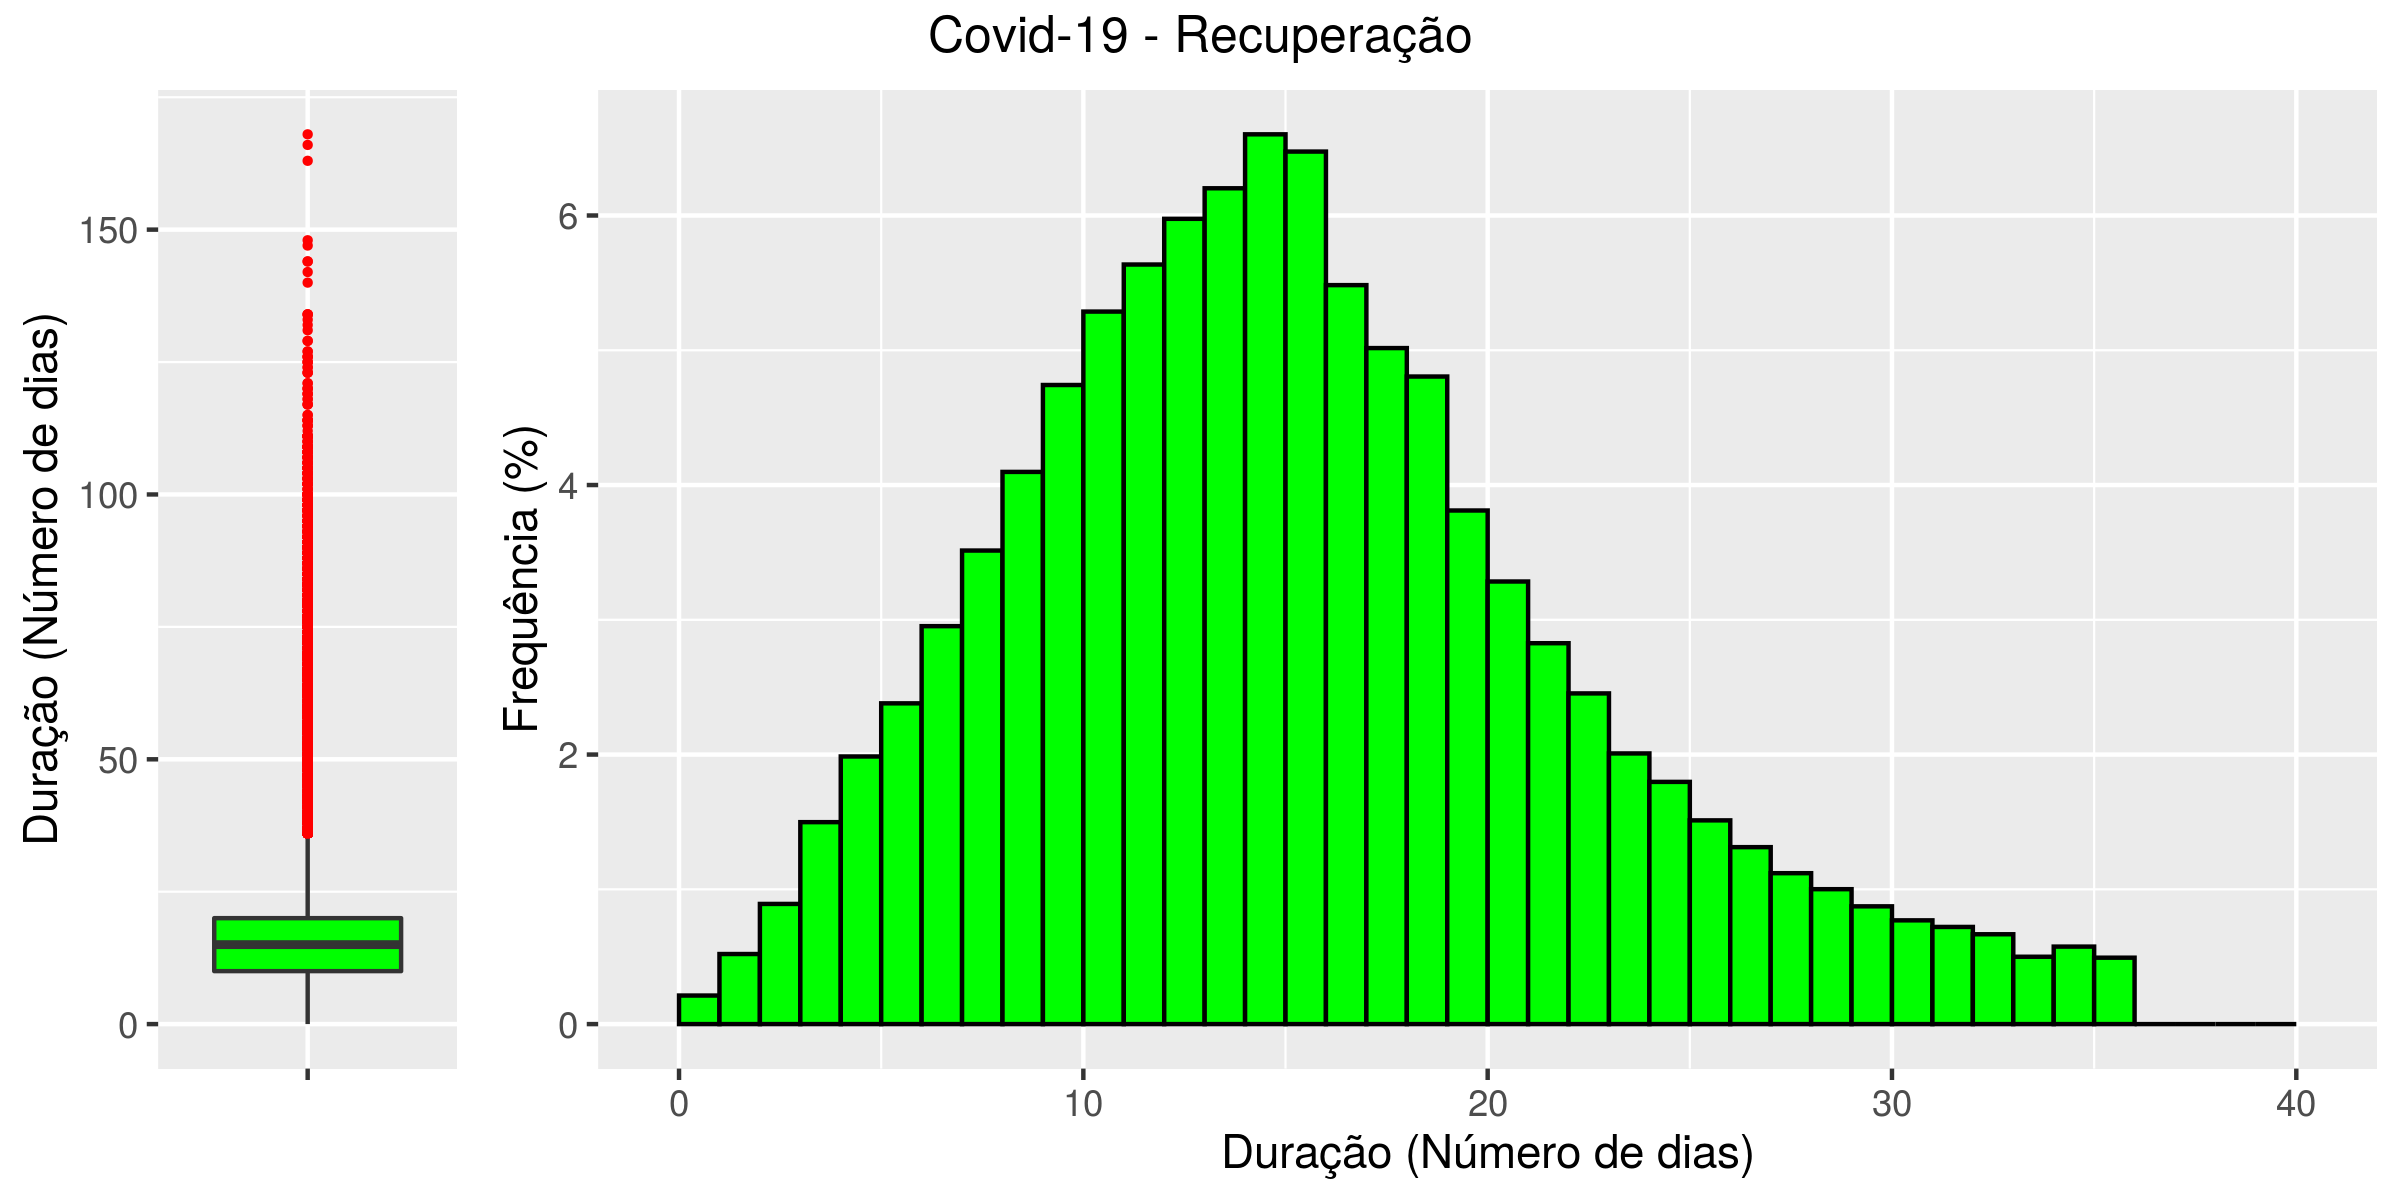 Covid-19 - Recuperação
Duração (Número de dias)
150
100
50
0
Frequência (%)
6
4
2
0
0 10 20 30 40
Duração (Número de dias)